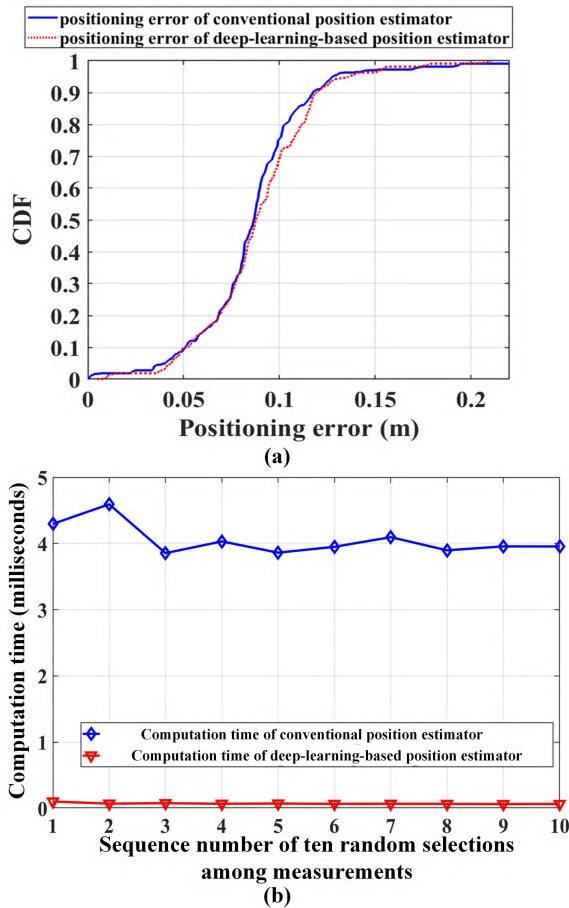 positioning error of conventional position estimator
positioning error of deep-learning-based position estimator
1
0.9
0.8
0.7
0.6
0.5
0.4
0.3
0.2
0.1
0
CDF
0 0.05 0.1 0.15 0.2
Positioning error (m)
(a)
5
4
3
2
1
0
Computation time (milliseconds)
Computation time of conventional position estimator
Computation time of deep-learning-based position estimator
1 2 3 4 5 6 7 8 9 10
Sequence number of ten random selections
among measurements
(b)